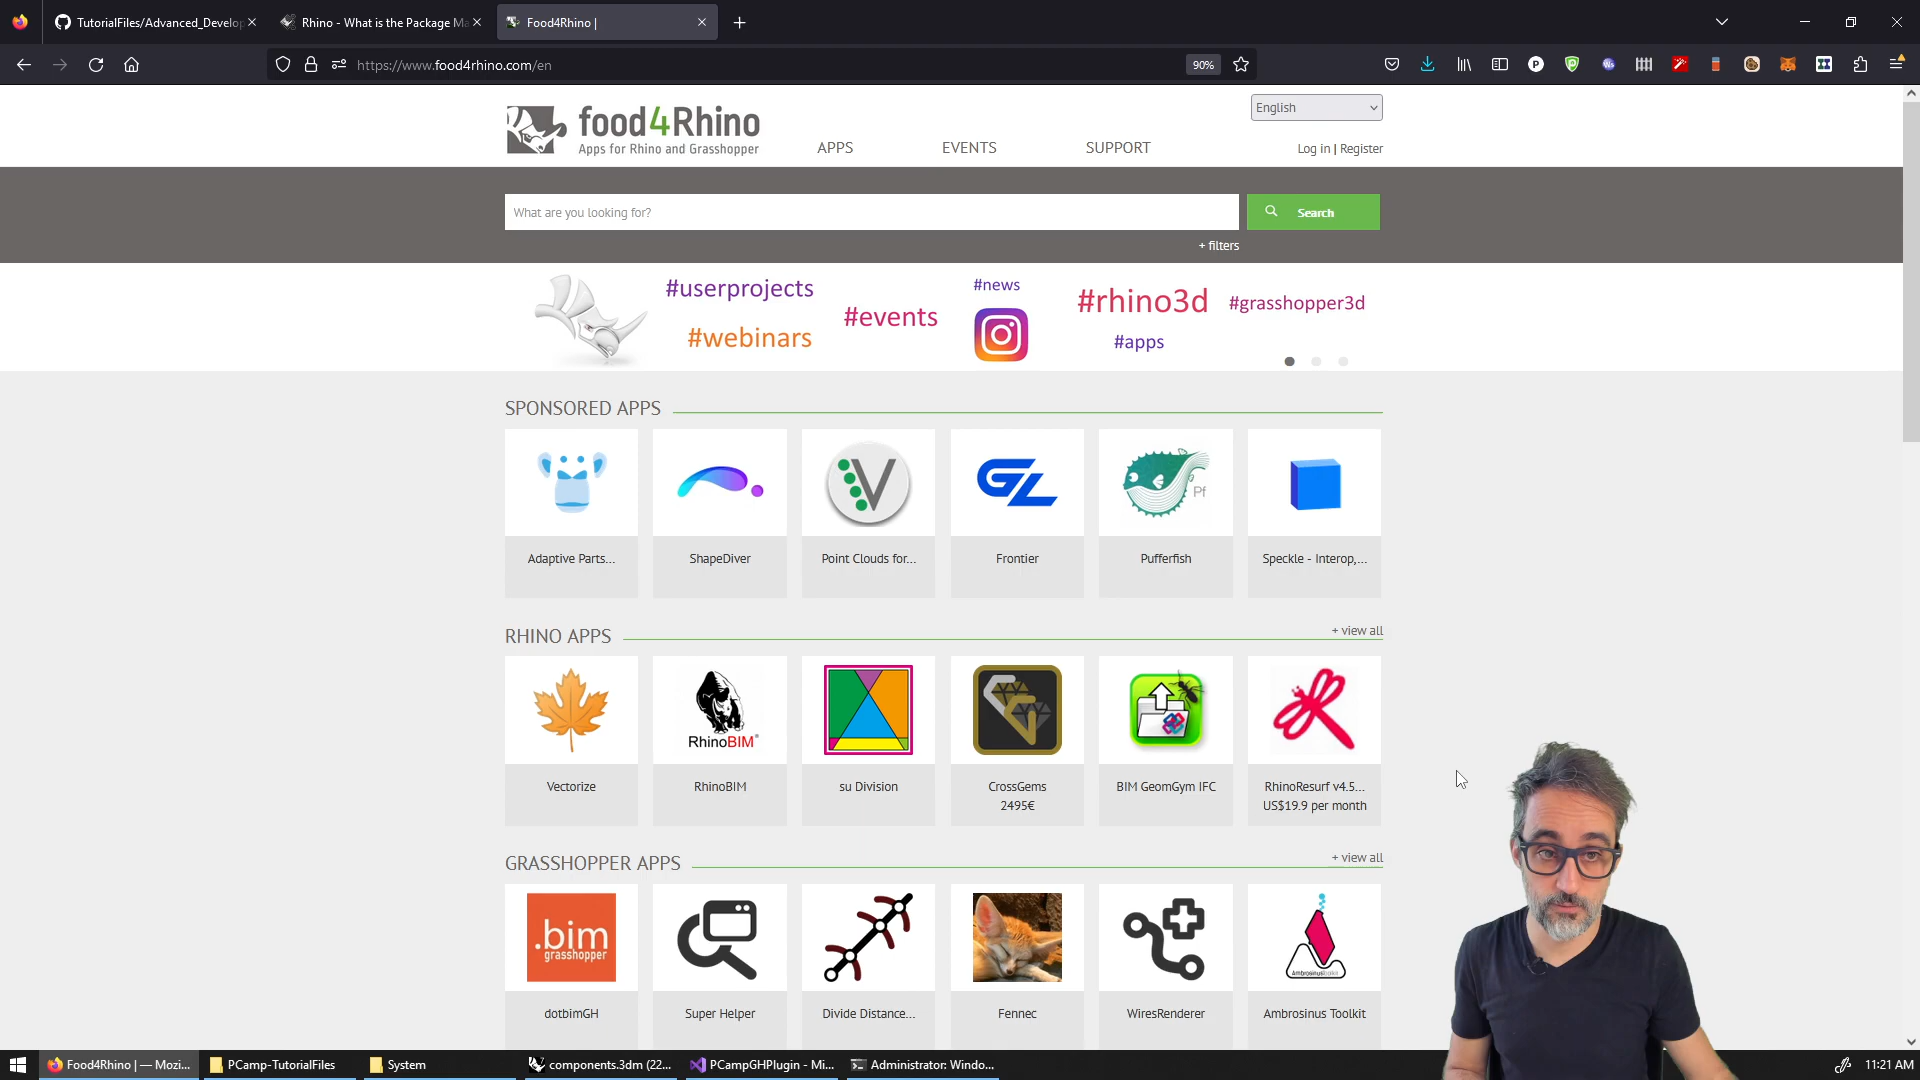 TutorialFiles/Advanced_Develop
Rhino - What is the Package Ma
Food4Rhino |
https://www.food4rhino.com/en
90%
food4Rhino
Apps for Rhino and Grasshopper
APPS
EVENTS
SUPPORT
English
Log in | Register
What are you looking for?
Search
+ filters
#userprojects
#webinars
#events
#news
#rhino3d
#apps
#grasshopper3d
SPONSORED APPS
V
GL
Pf
Adaptive Parts...
ShapeDiver
Point Clouds for...
Frontier
Pufferfish
Speckle - Interop,...
RHINO APPS
+ view all
RhinoBIM
Vectorize
RhinoBIM
su Division
CrossGems
2495€
BIM GeomGym IFC
RhinoResurf v4.5...
US$19.9 per month
GRASSHOPPER APPS
+ view all
.bim
grasshopper
AmbrosinusToolkit
dotbimGH
Super Helper
Divide Distance...
Fennec
WiresRenderer
Ambrosinus Toolkit
Food4Rhino | — Mozi...
PCamp-TutorialFiles
System
components.3dm (22...
PCampGHPlugin - Mi...
Administrator: Windo...
11:21 AM